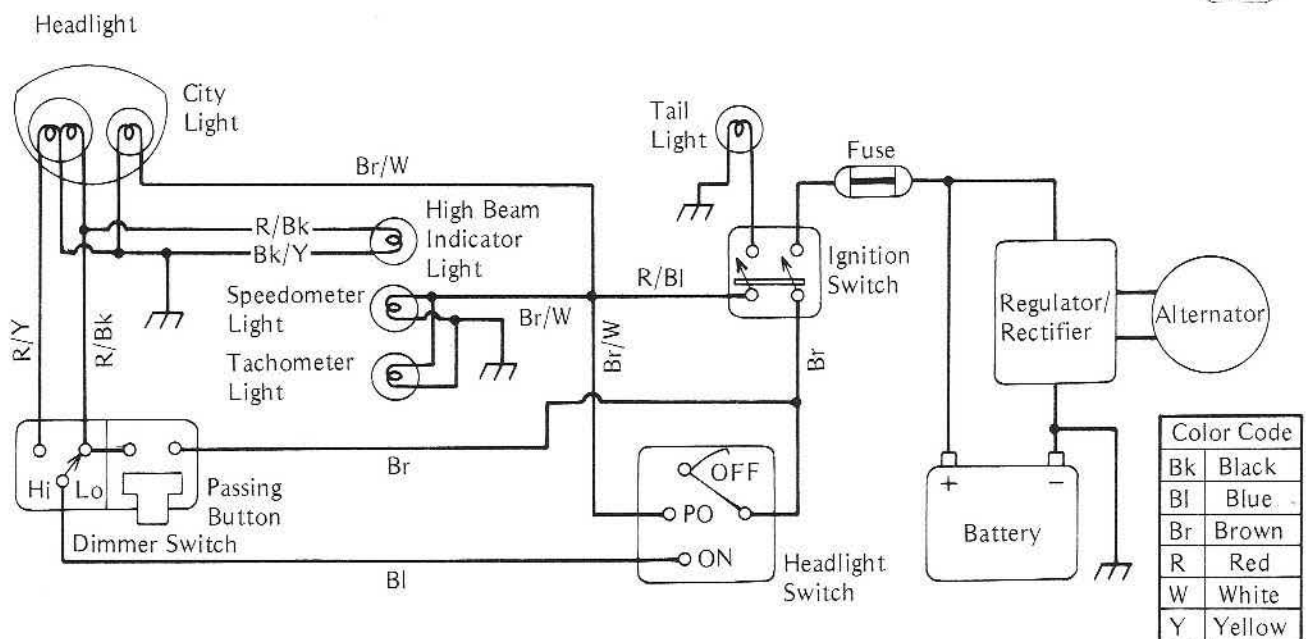 Headlight
City
Light
Tail
Light
Fuse
Br/W
High Beam
Indicator
Light
R/Bk
Bk/Y
Ignition
Switch
R/Bl
Speedometer
Light
Br/W
Regulator/
Rectifier
Alternator
R/Y
R/Bk
Br/W
Br
Tachometer
Light
Br
Hi
Lo
Passing
Button
Dimmer Switch
Bl
OFF
PO
ON
Headlight
Switch
+
−
Battery
Color Code
Bk Black
Bl Blue
Br Brown
R Red
W White
Y Yellow